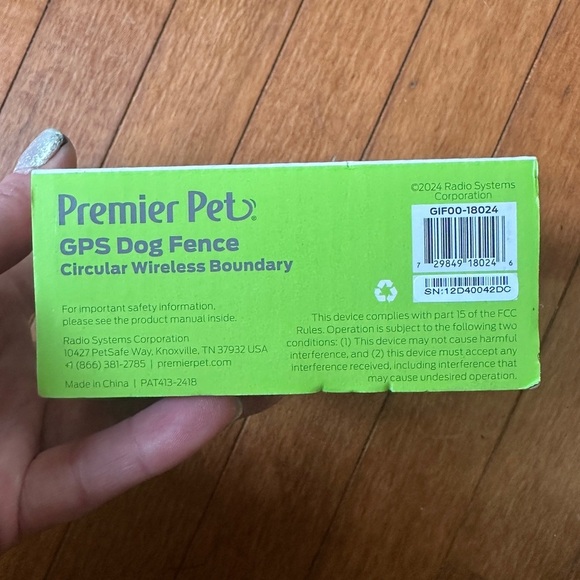 Premier Pet®
GPS Dog Fence
Circular Wireless Boundary
For important safety information,
please see the product manual inside.
Radio Systems Corporation
10427 PetSafe Way, Knoxville, TN 37932 USA
+1 (866) 381-2785 | premierpet.com
Made in China | PAT413-2418
©2024 Radio Systems
Corporation
GIF00-18024
7 29849 18024 6
SN:12D40042DC
This device complies with part 15 of the FCC
Rules. Operation is subject to the following two
conditions: (1) This device may not cause harmful
interference, and (2) this device must accept any
interference received, including interference that
may cause undesired operation.